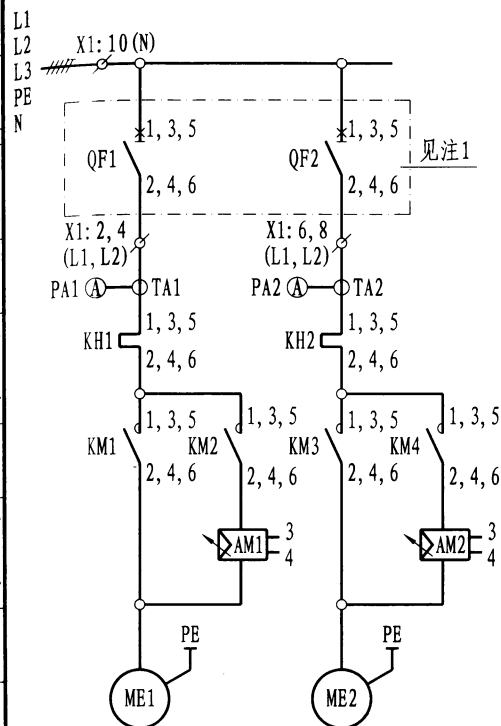 L1
L2
L3
PE
N
X1: 10 (N)
QF1
1, 3, 5
2, 4, 6
QF2
1, 3, 5
2, 4, 6
见注1
X1: 2, 4
(L1, L2)
X1: 6, 8
(L1, L2)
PA1
A
TA1
PA2
A
TA2
KH1
1, 3, 5
2, 4, 6
KH2
1, 3, 5
2, 4, 6
KM1
1, 3, 5
2, 4, 6
KM2
1, 3, 5
2, 4, 6
KM3
1, 3, 5
2, 4, 6
KM4
1, 3, 5
2, 4, 6
AM1
3
4
AM2
3
4
PE
ME1
PE
ME2